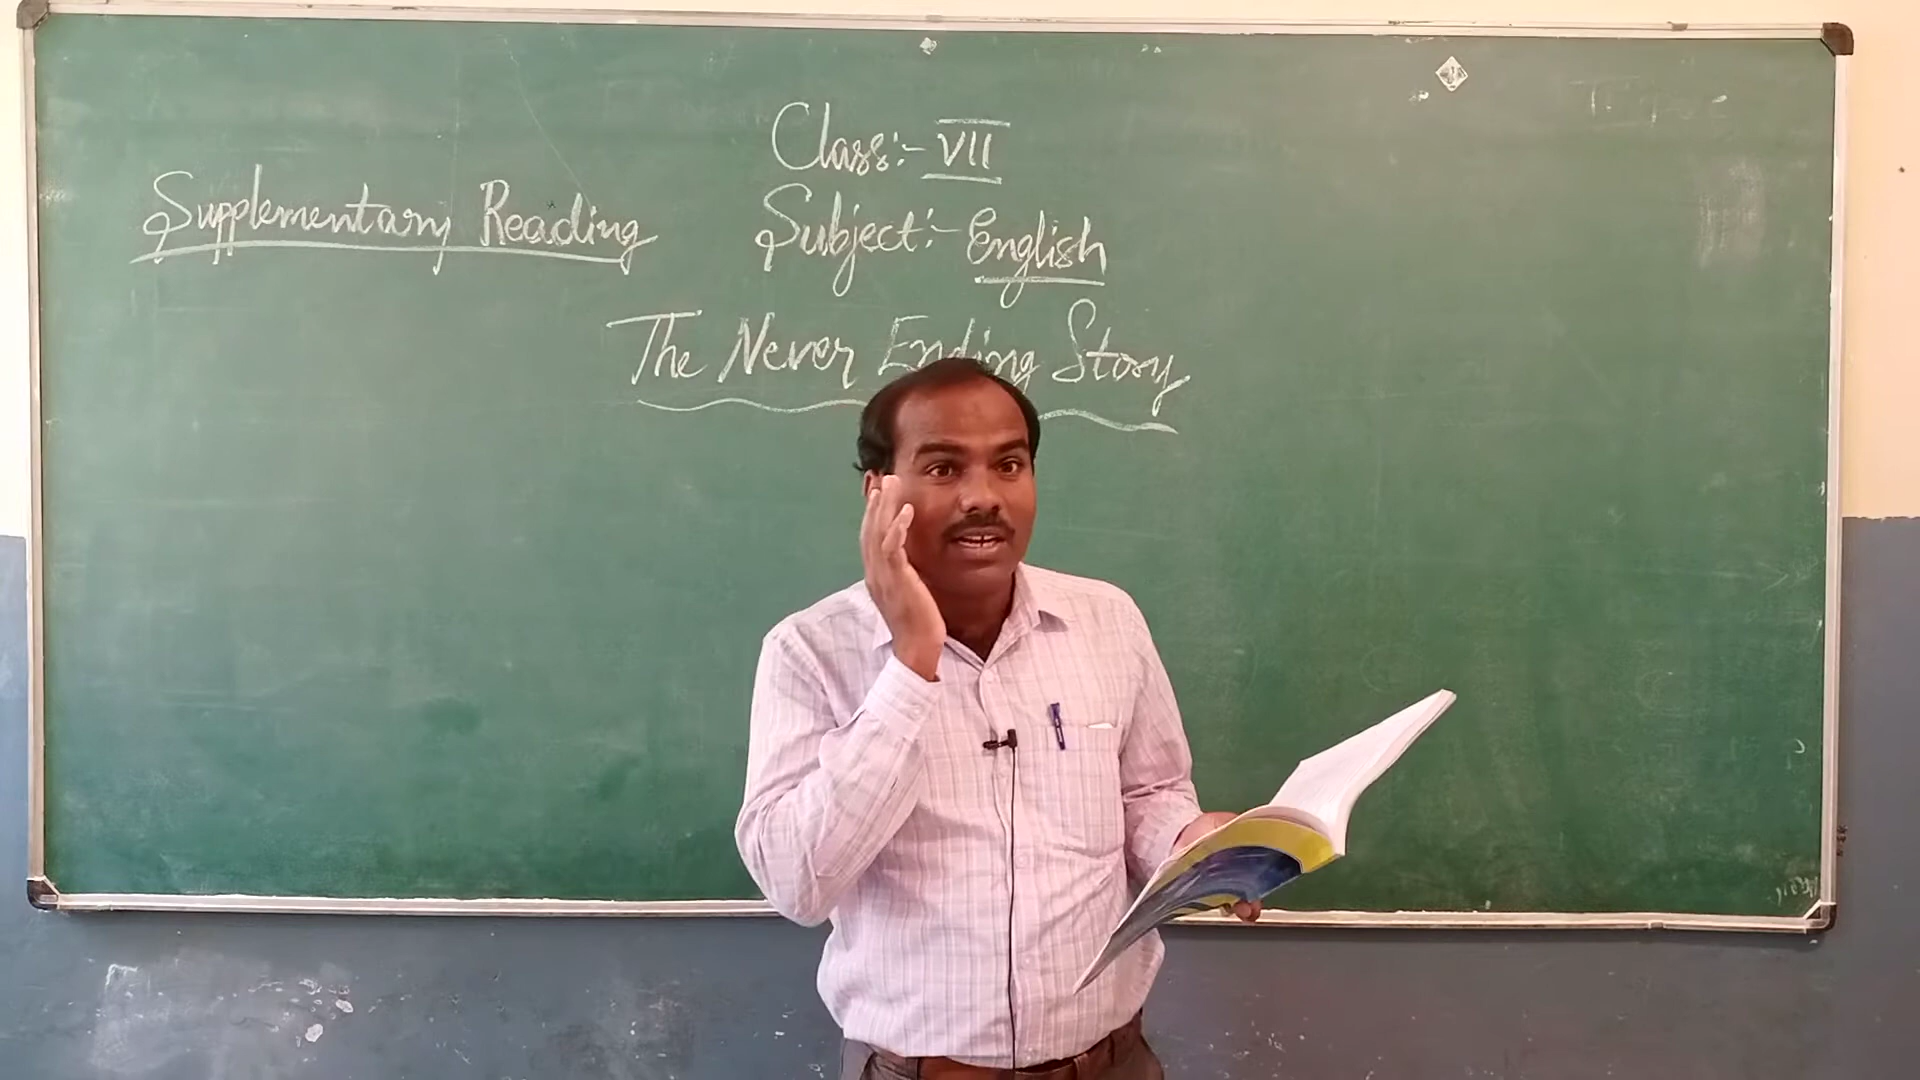 Class:- VII
Supplementary Reading
Subject:- English
The Never Ending Story